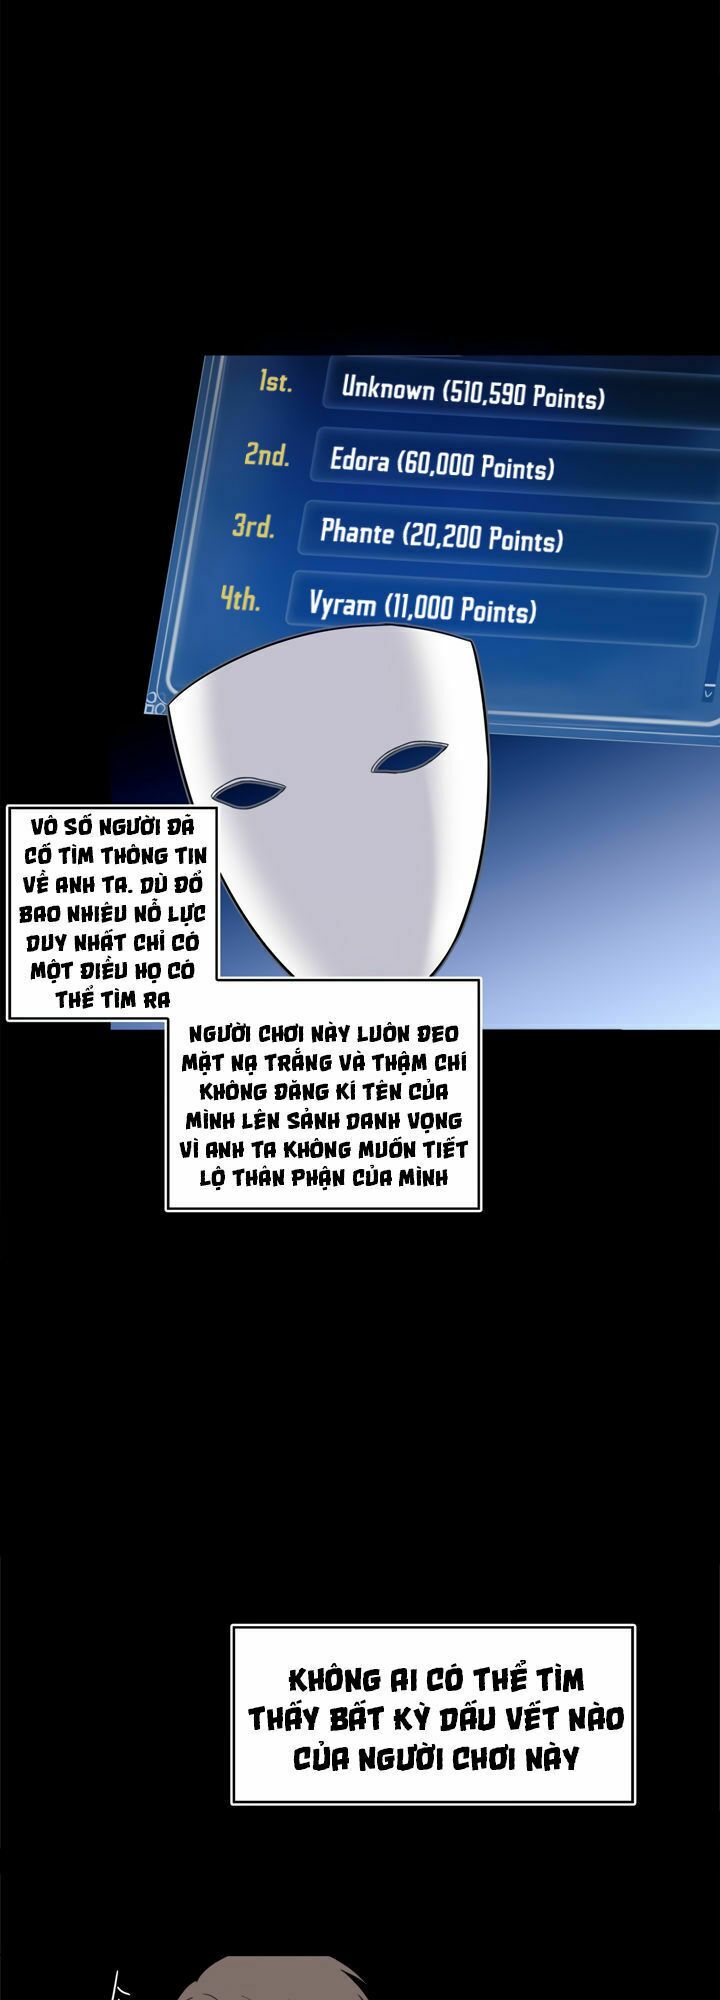 1st. Unknown (510,590 Points)
2nd. Edora (60,000 Points)
3rd. Phante (20,200 Points)
4th. Vyram (11,000 Points)
VÔ SỐ NGƯỜI ĐÃ
CỐ TÌM THÔNG TIN
VỀ ANH TA. DÙ ĐỔ
BAO NHIÊU NỖ LỰC
DUY NHẤT CHỈ CÓ
MỘT ĐIỀU HỌ CÓ
THỂ TÌM RA
NGƯỜI CHƠI NÀY LUÔN ĐEO
MẶT NẠ TRẮNG VÀ THẬM CHÍ
KHÔNG ĐĂNG KÍ TÊN CỦA
MÌNH LÊN SẢNH DANH VỌNG
VÌ ANH TA KHÔNG MUỐN TIẾT
LỘ THÂN PHẬN CỦA MÌNH
KHÔNG AI CÓ THỂ TÌM
THẤY BẤT KỲ DẤU VẾT NÀO
CỦA NGƯỜI CHƠI NÀY